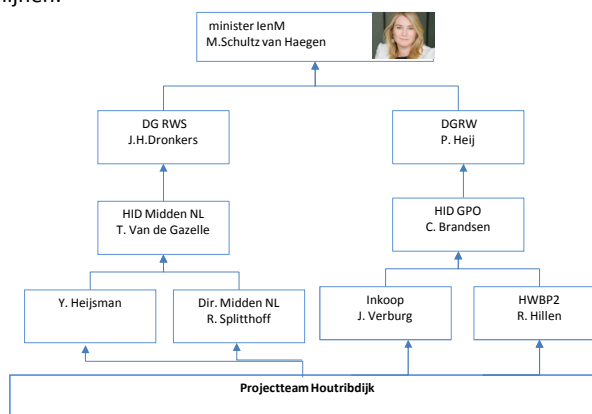 minister IenM
M.Schultz van Haegen
DG RWS
J.H.Dronkers
DGRW
P. Heij
HID Midden NL
T. Van de Gazelle
HID GPO
C. Brandsen
Y. Heijsman
Dir. Midden NL
R. Splitthoff
Inkoop
J. Verburg
HWBP2
R. Hillen
Projectteam Houtribdijk